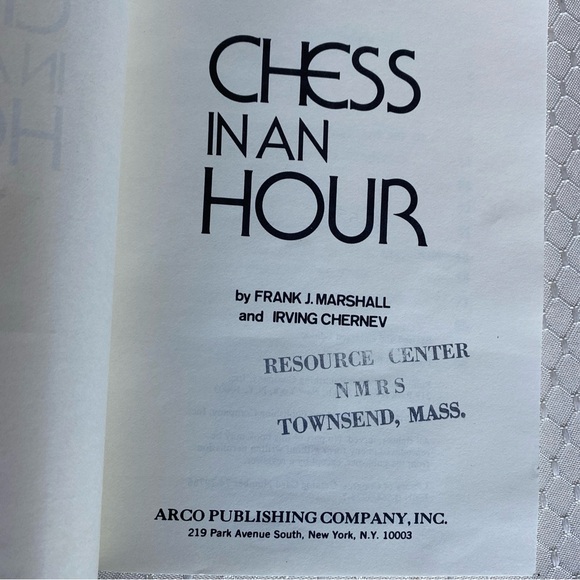 CHESS
IN AN
HOUR
by FRANK J. MARSHALL
and IRVING CHERNEV
RESOURCE CENTER
NMRS
TOWNSEND, MASS.
ARCO PUBLISHING COMPANY, INC.
219 Park Avenue South, New York, N.Y. 10003